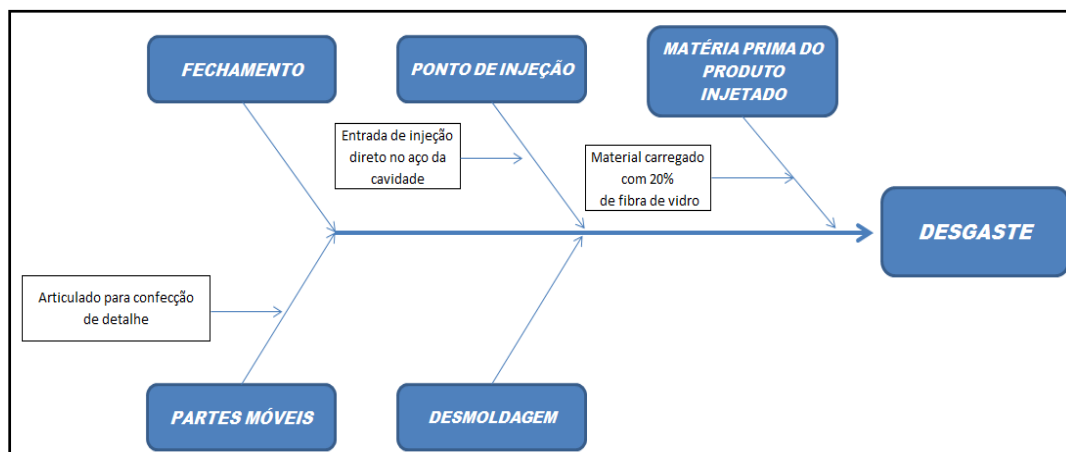 FECHAMENTO
PONTO DE INJEÇÃO
MATÉRIA PRIMA DO
PRODUTO
INJETADO
Entrada de injeção
direto no aço da
cavidade
Material carregado
com 20%
de fibra de vidro
DESGASTE
Articulado para confecção
de detalhe
PARTES MÓVEIS
DESMOLDAGEM